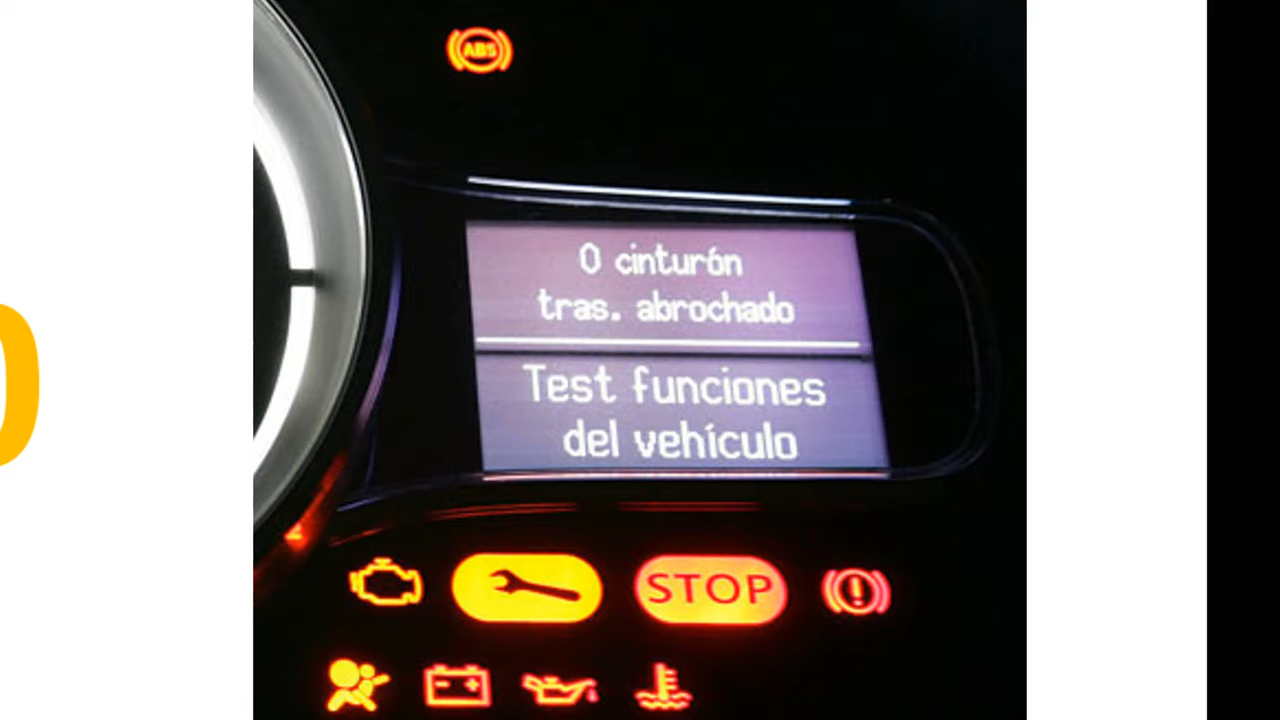 ABS
0 cinturón
tras. abrochado
Test funciones
del vehículo
STOP